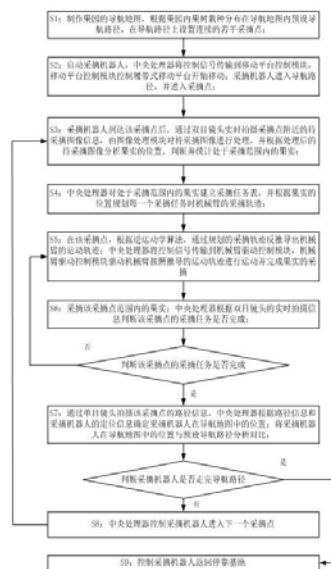 S1：制作果园的导航地图，根据果园内果树栽种分布在导航地图内预设导
航路径，在导航路径上设置连续的若干采摘点；
S2：启动采摘机器人，中央处理器将控制信号传输到移动平台控制模块，
移动平台控制模块控制履带式移动平台开始移动；采摘机器人进入导航路
径，并进入采摘点；
S3：采摘机器人到达该采摘点后，通过双目镜头实时拍摄采摘点附近的待
采摘图像信息，由图像处理模块对待采摘图像进行处理，并根据处理后的
待采摘图像分析果实的位置，判断并统计处于采摘范围内的果实；
S4：中央处理器对处于采摘范围内的果实建立采摘任务表，并根据果实的
位置规划每一个采摘任务时机械臂的采摘轨迹；
S5：在该采摘点，根据逆运动学算法，通过规划的采摘轨迹反推导出机械
臂的运动轨迹；中央处理器将控制信号传输到机械臂驱动控制模块，机械
臂驱动控制模块驱动机械臂按照推导的运动轨迹进行运动并完成果实的采
摘
S6：采摘该采摘点范围内的果实；中央处理器根据双目镜头的实时拍摄信
息判断该采摘点的采摘任务是否完成；
否
判断该采摘点的采摘任务是否完成
是
S7：通过单目镜头拍摄该采摘点的路径信息，中央处理器根据路径信息和
采摘机器人的定位信息确定采摘机器人在导航地图中的位置；将采摘机器
人在导航地图中的位置与预设导航路径分析对比；
是
判断采摘机器人是否走完导航路径
否
S8：中央处理器控制采摘机器人进入下一个采摘点
S9：控制采摘机器人返回停靠基地